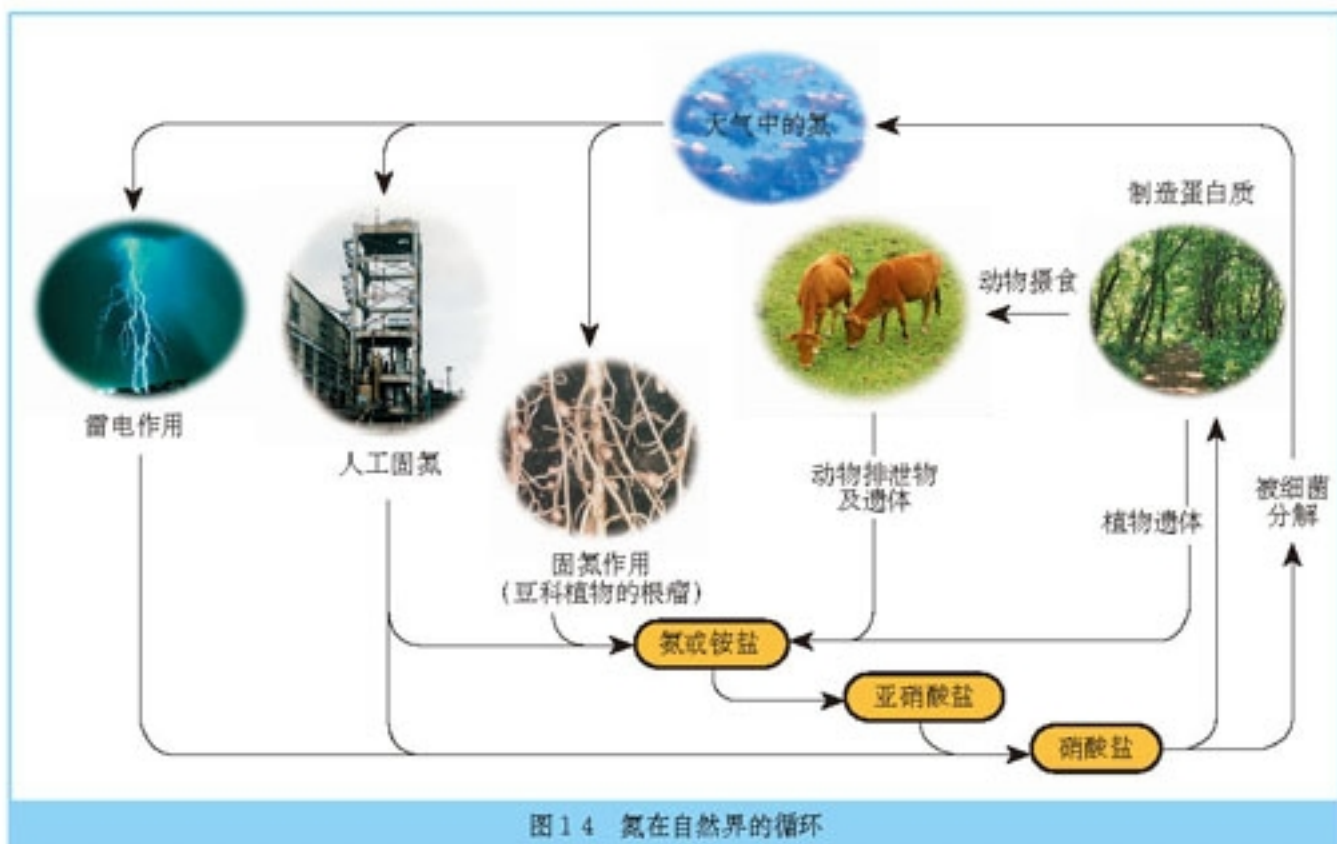 大气中的氮
制造蛋白质
动物摄食
雷电作用
人工固氮
动物排泄物
及遗体
植物遗体
被细菌
分解
固氮作用
(豆科植物的根瘤)
氨或铵盐
亚硝酸盐
硝酸盐
图1 4 氮在自然界的循环